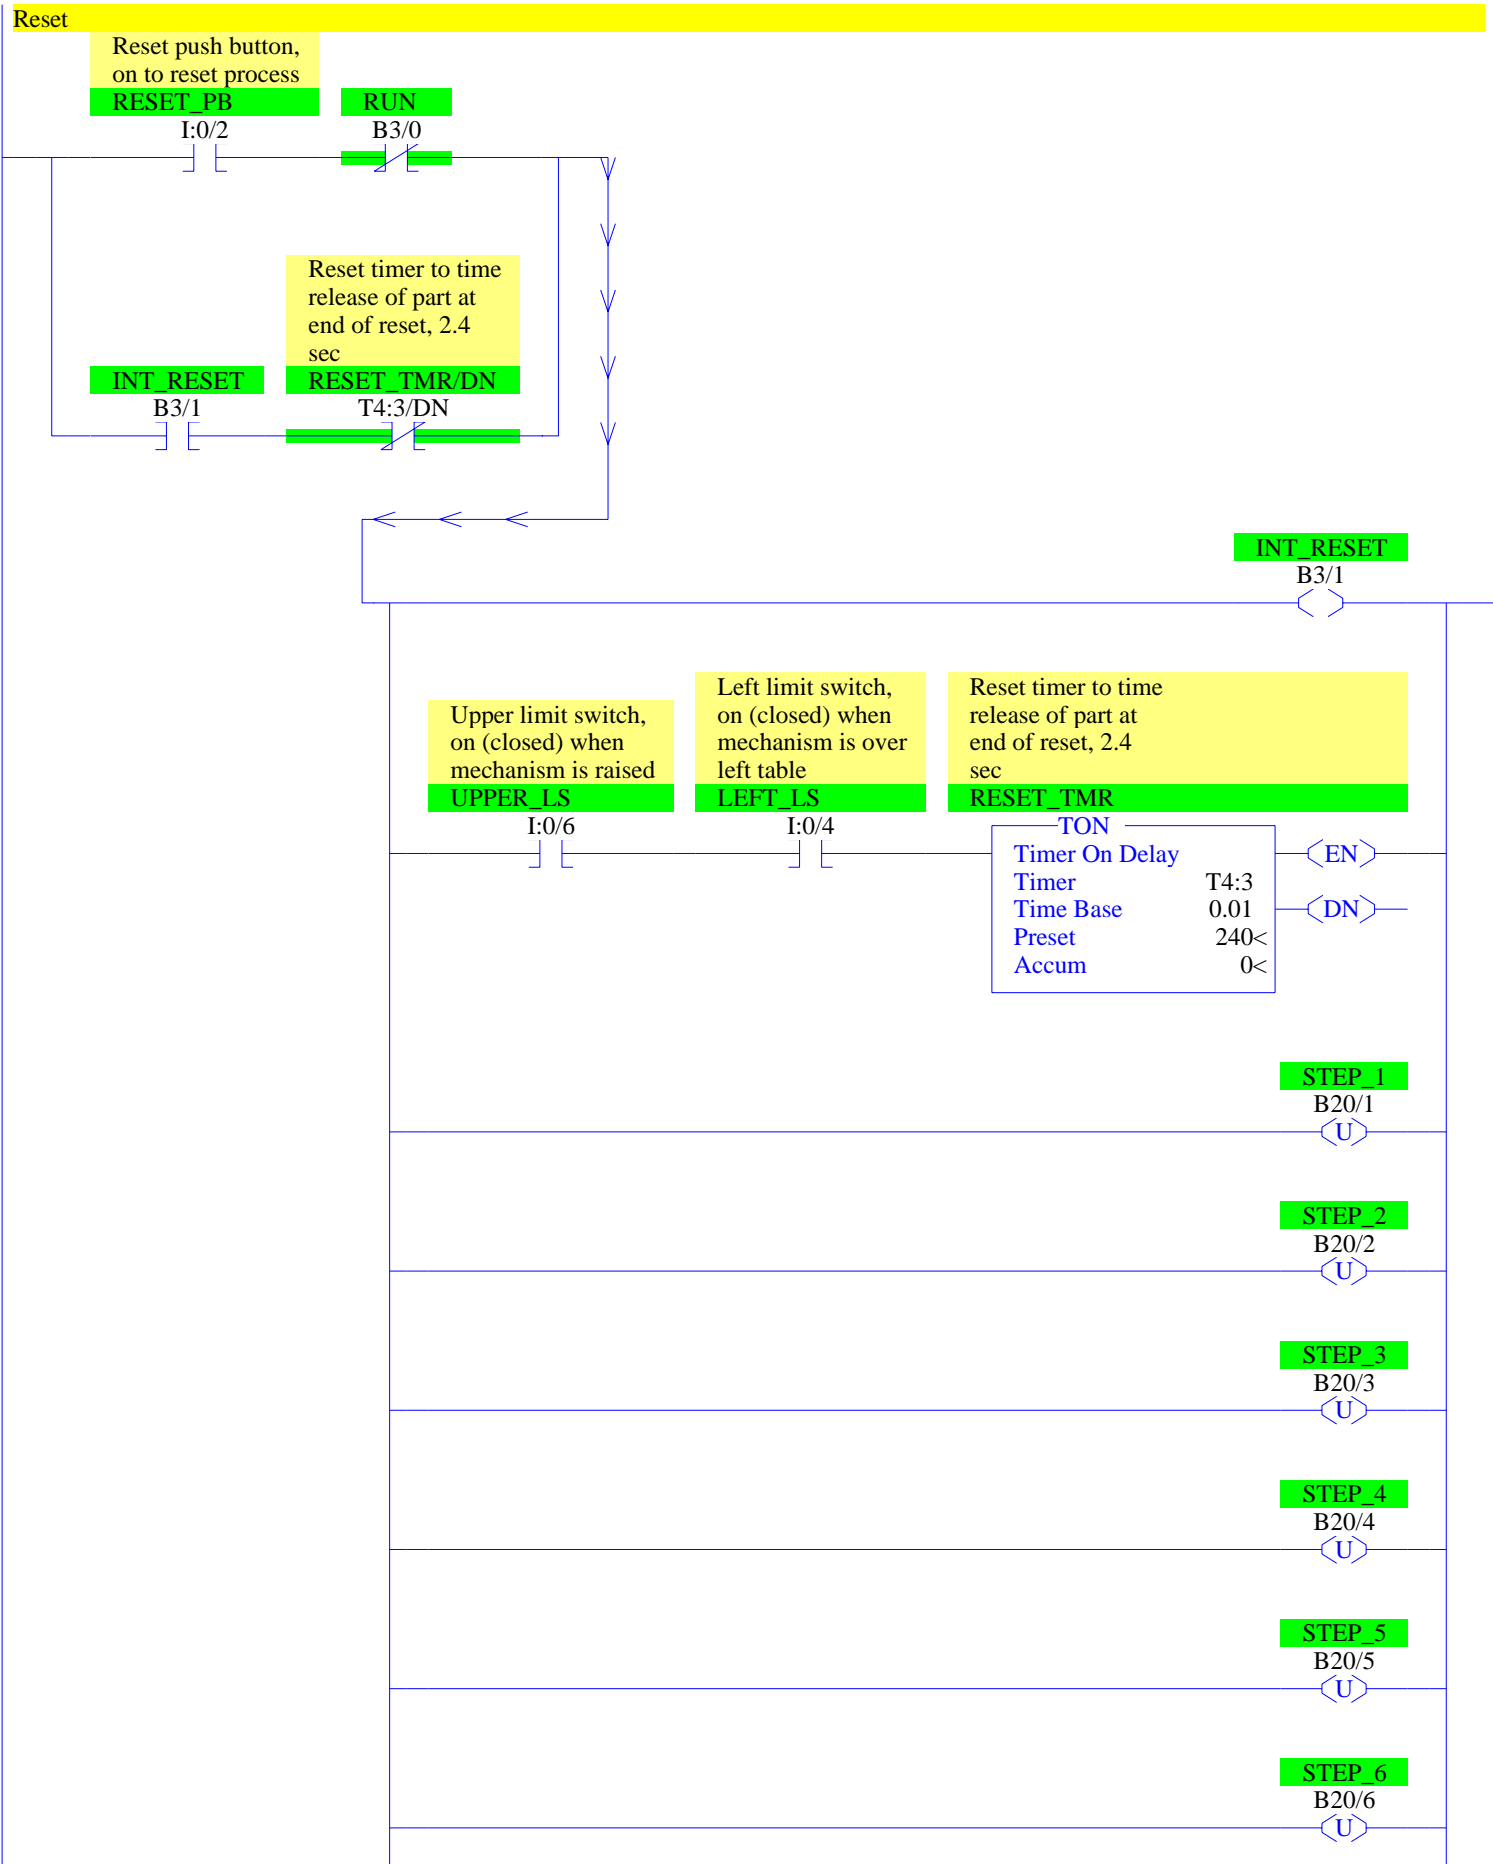 Reset
Reset push button,
on to reset process
RESET_PB
I:0/2
RUN
B3/0
Reset timer to time
release of part at
end of reset, 2.4
sec
INT_RESET
B3/1
RESET_TMR/DN
T4:3/DN
INT_RESET
B3/1
Upper limit switch,
on (closed) when
mechanism is raised
UPPER_LS
I:0/6
Left limit switch,
on (closed) when
mechanism is over
left table
LEFT_LS
I:0/4
Reset timer to time
release of part at
end of reset, 2.4
sec
RESET_TMR
TON
Timer On Delay
Timer T4:3
Time Base 0.01
Preset 240<
Accum 0<
EN
DN
STEP_1
B20/1
U
STEP_2
B20/2
U
STEP_3
B20/3
U
STEP_4
B20/4
U
STEP_5
B20/5
U
STEP_6
B20/6
U